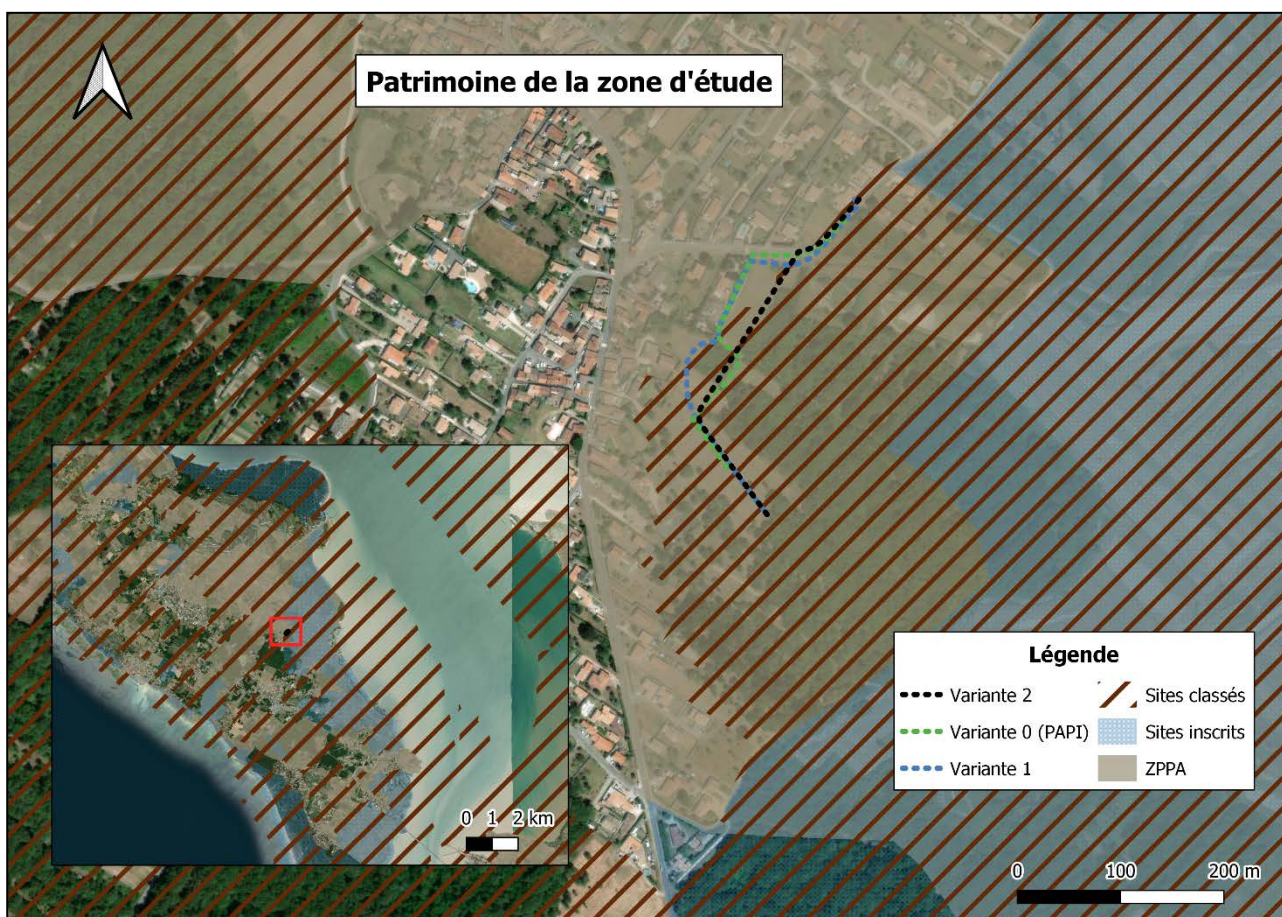 Patrimoine de la zone d'étude
0 1 2 km
Légende
Variante 2
Variante 0 (PAPI)
Variante 1
Sites classés
Sites inscrits
ZPPA
0 100 200 m